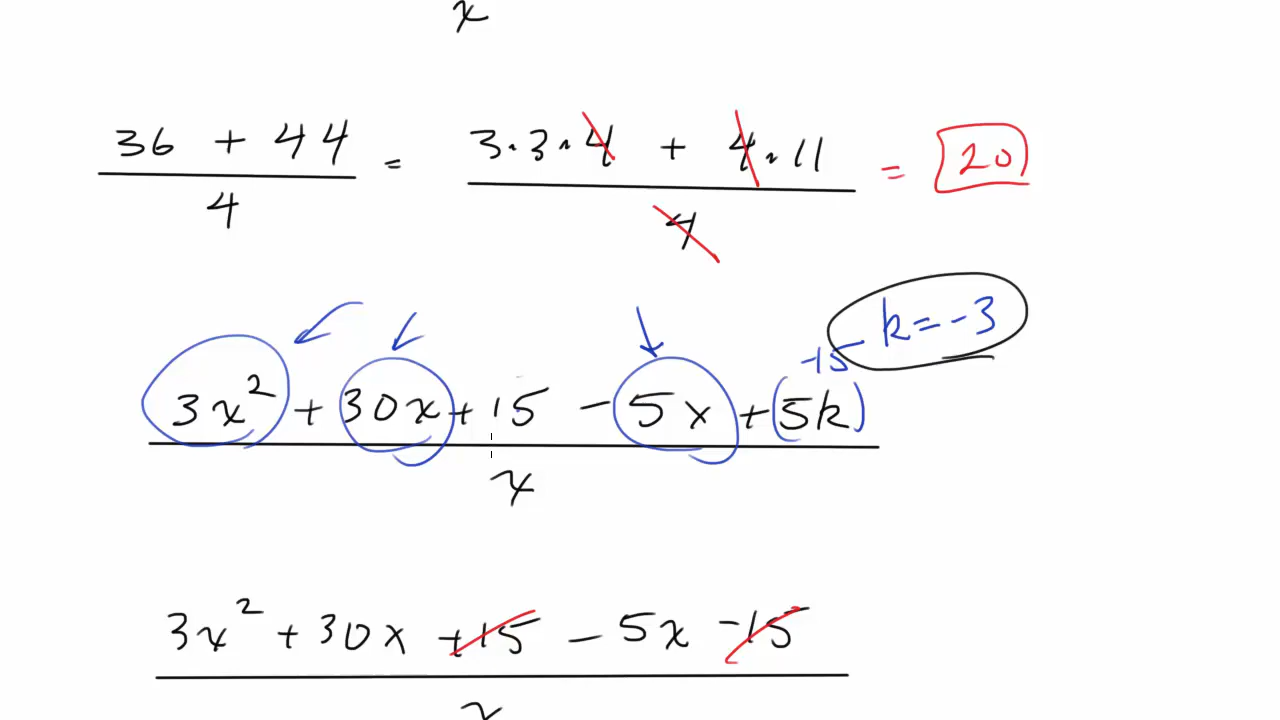 x
36 + 44 / 4 = 3·3·4 + 4·11 / 4 = 20
k = -3
-15
3x² + 30x + 15 - 5x + (5k)
x
3x² + 30x + 15 - 5x - 15
x